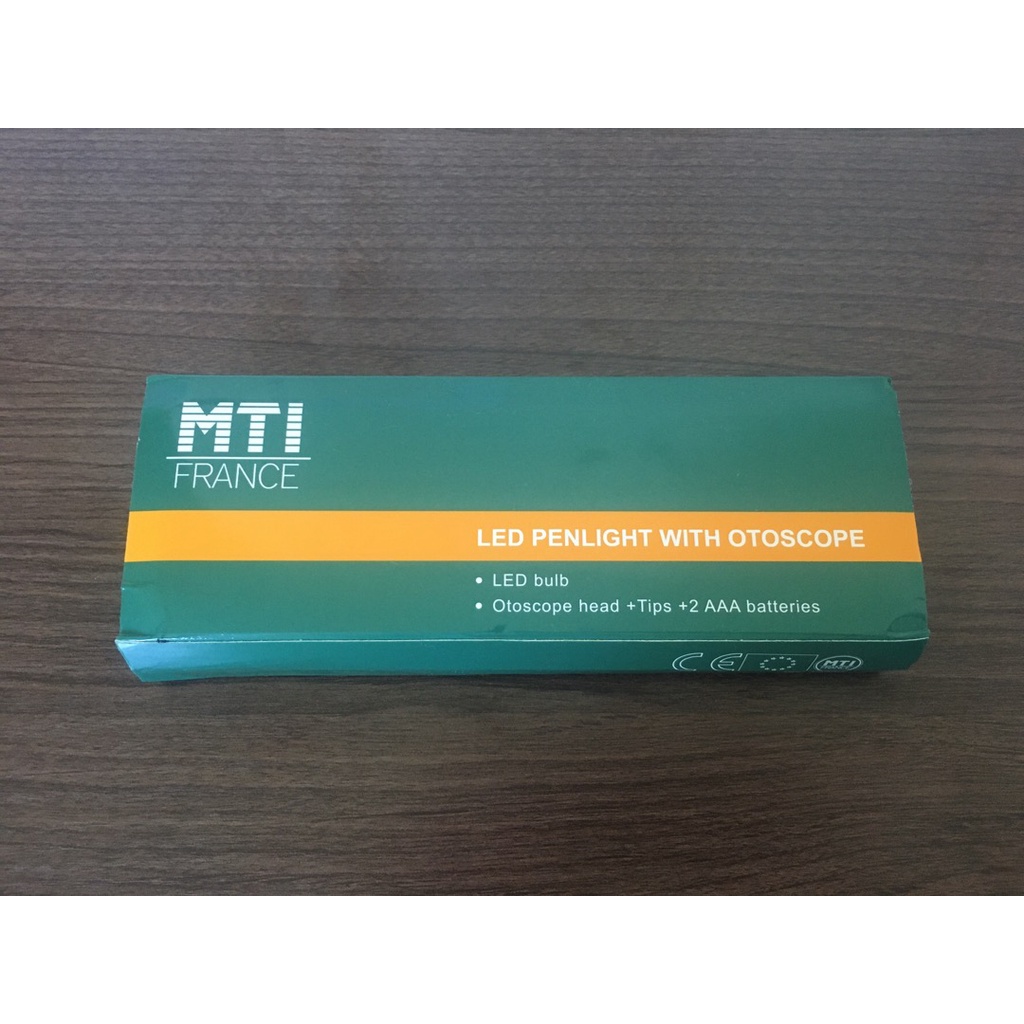 MTI
FRANCE
LED PENLIGHT WITH OTOSCOPE
• LED bulb
• Otoscope head +Tips +2 AAA batteries
CE MTI